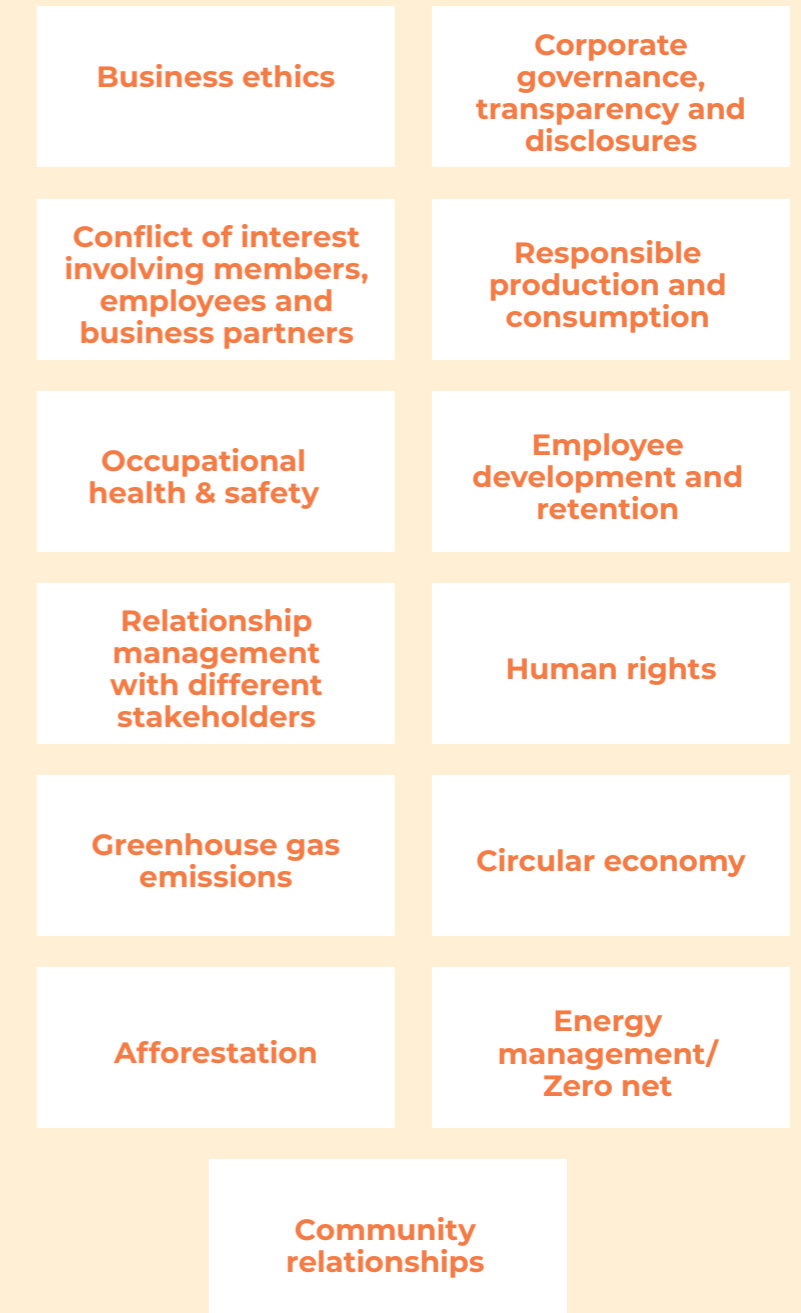 Business ethics
Corporate
governance,
transparency and
disclosures
Conflict of interest
involving members,
employees and
business partners
Responsible
production and
consumption
Occupational
health & safety
Employee
development and
retention
Relationship
management
with different
stakeholders
Human rights
Greenhouse gas
emissions
Circular economy
Afforestation
Energy
management/
Zero net
Community
relationships